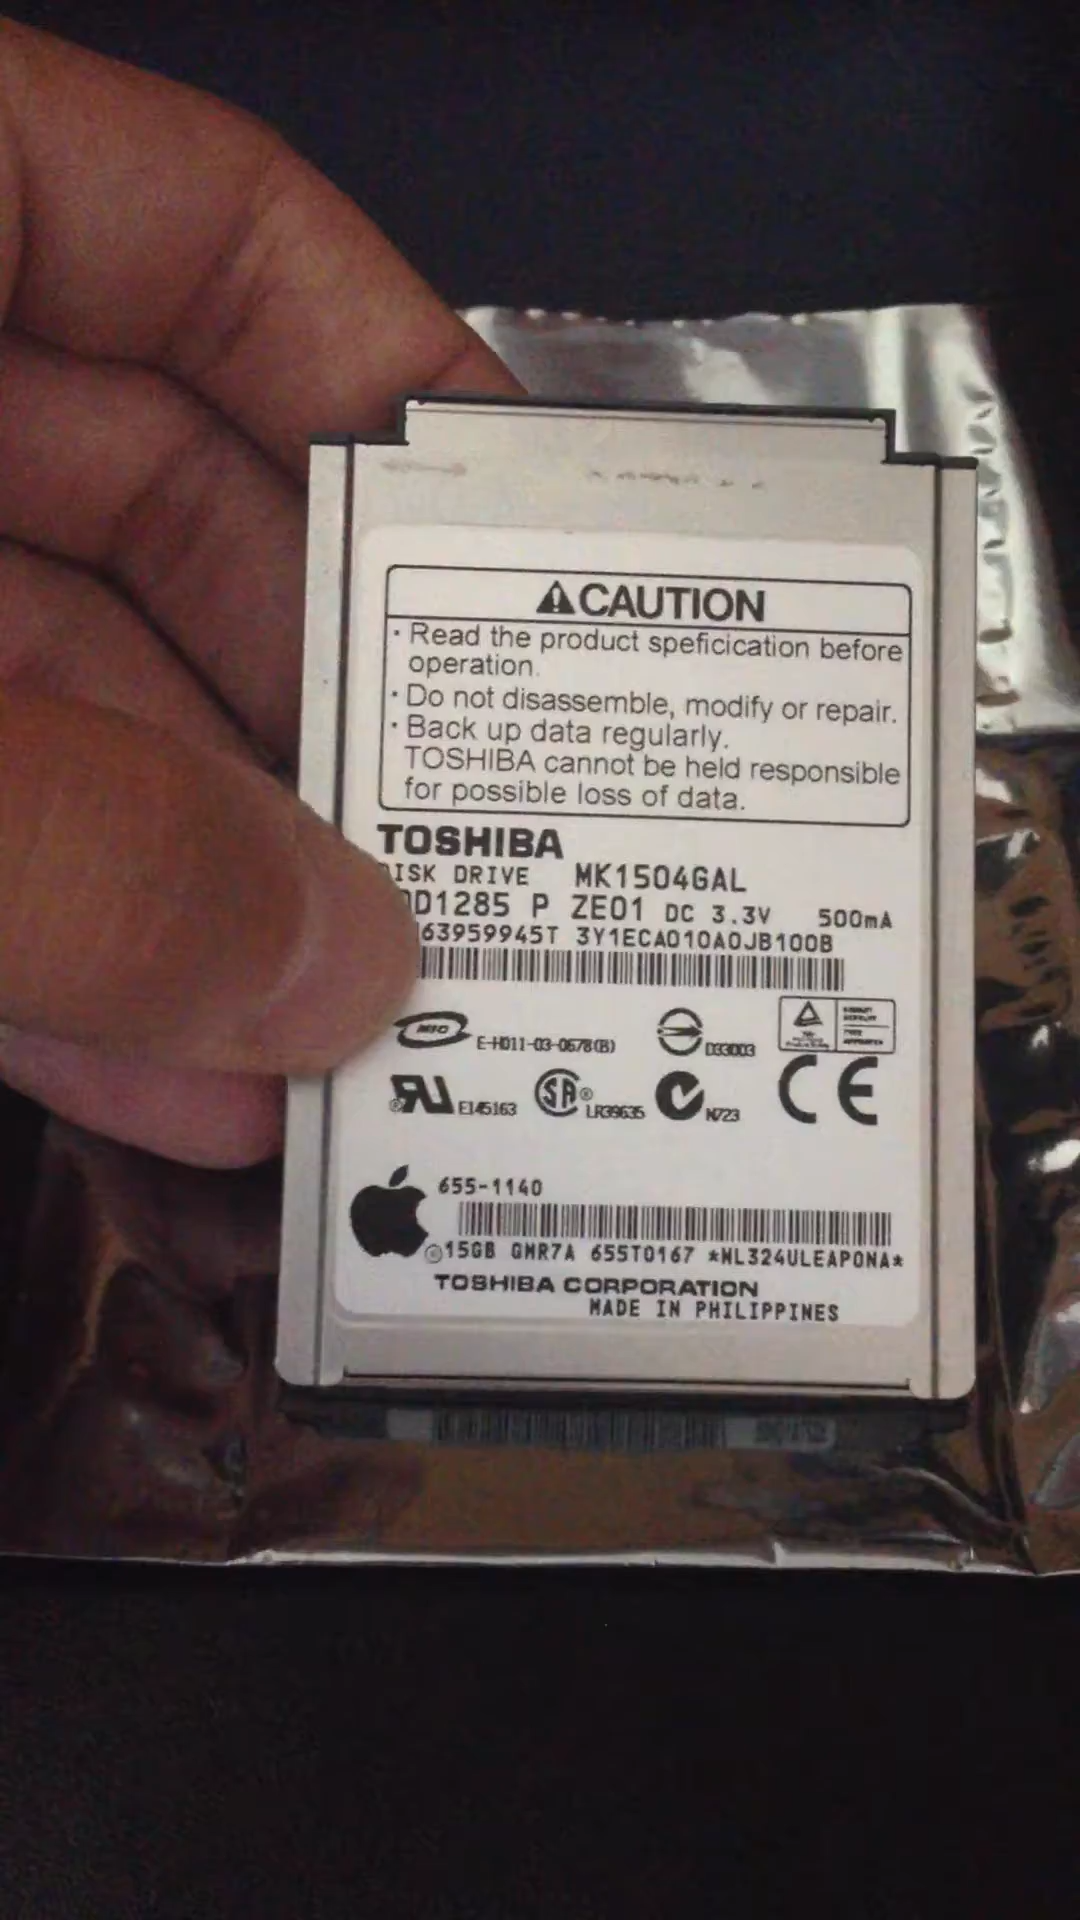 CAUTION
· Read the product speficication before
operation.
· Do not disassemble, modify or repair.
· Back up data regularly.
TOSHIBA cannot be held responsible
for possible loss of data.
TOSHIBA
ISK DRIVE MK1504GAL
D1285 P ZE01 DC 3.3V 500mA
63959945T 3Y1ECA010A0JB100B
MIC E-H011-03-0678(B) D33003
E145163 SA® LR39635 N723 CE
655-1140
©15GB GMR7A 655T0167 *NL324ULEAPONA*
TOSHIBA CORPORATION
MADE IN PHILIPPINES